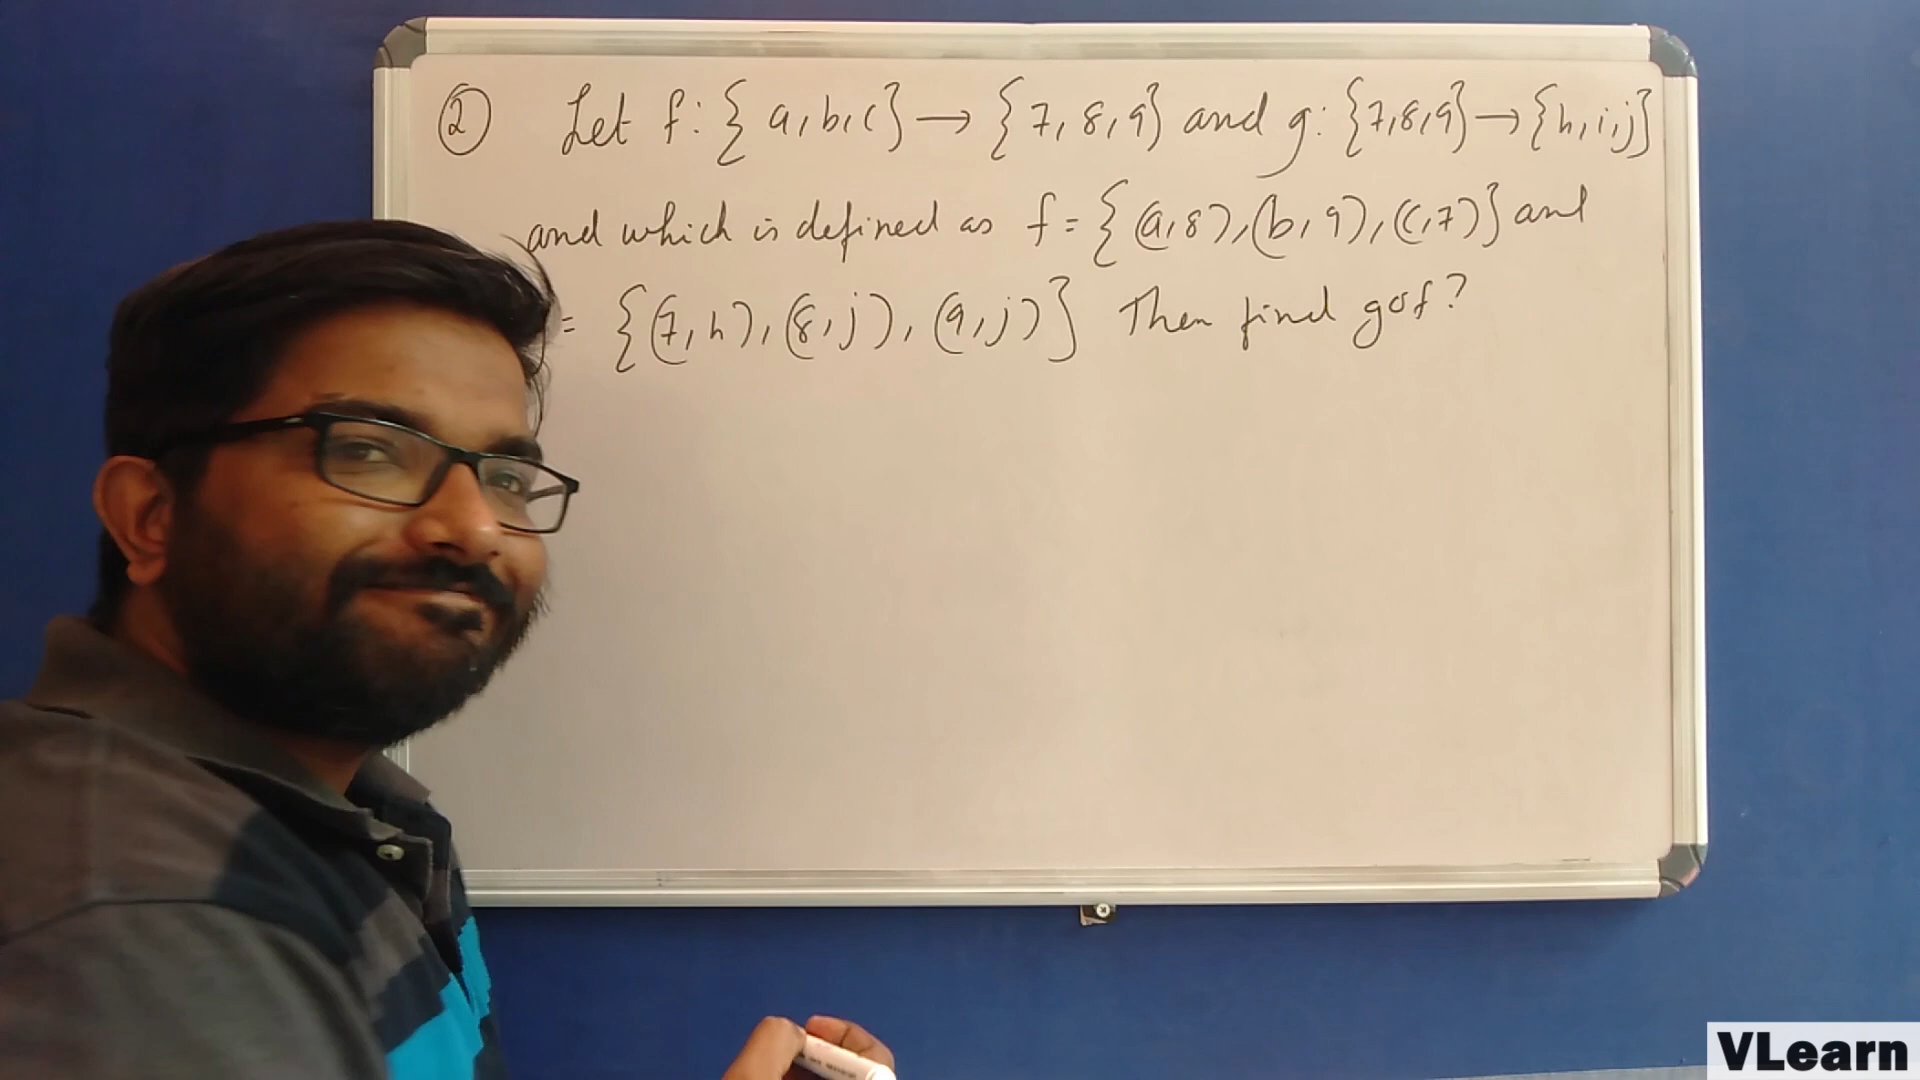 ② Let f: {a,b,c} → {7,8,9} and g: {7,8,9} → {h,i,j}
and which is defined as f = {(a,8),(b,9),(c,7)} and
= {(7,h),(8,j),(9,j)} Then find gof?
VLearn